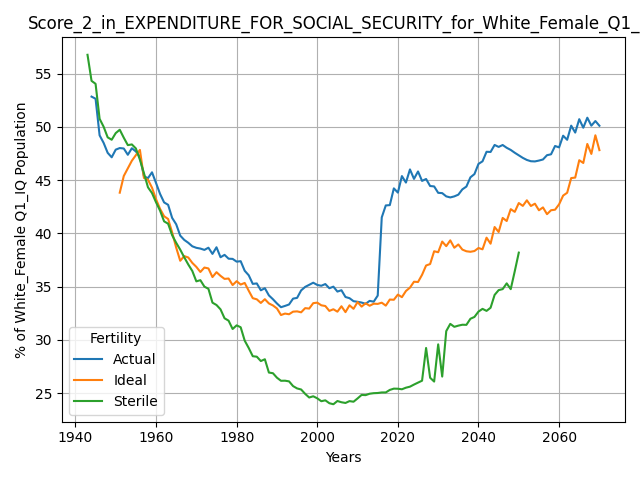 Score_2_in_EXPENDITURE_FOR_SOCIAL_SECURITY_for_White_Female_Q1_
% of White_Female Q1_IQ Population
55
50
45
40
35
30
25
Fertility
Actual
Ideal
Sterile
1940 1960 1980 2000 2020 2040 2060
Years